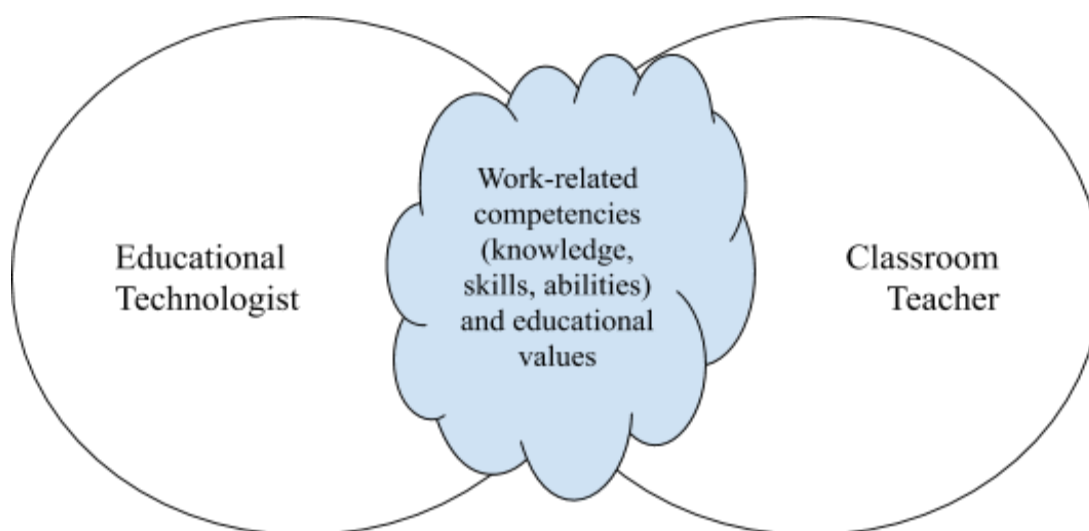 Educational
Technologist
Work-related
competencies
(knowledge,
skills, abilities)
and educational
values
Classroom
Teacher